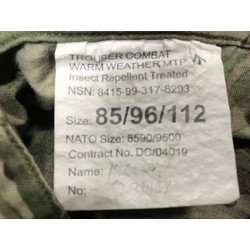 TROUSER COMBAT
WARM WEATHER MTP
Insect Repellent Treated
NSN: 8415-99-317-8293
Size: 85/96/112
NATO Size: 8590/9600
Contract No. DC/04019
Name:
No: